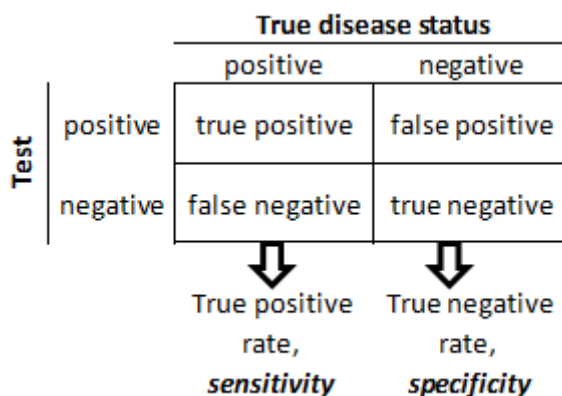 True disease status
positive negative
Test
positive true positive false positive
negative false negative true negative
True positive True negative
rate, rate,
sensitivity specificity